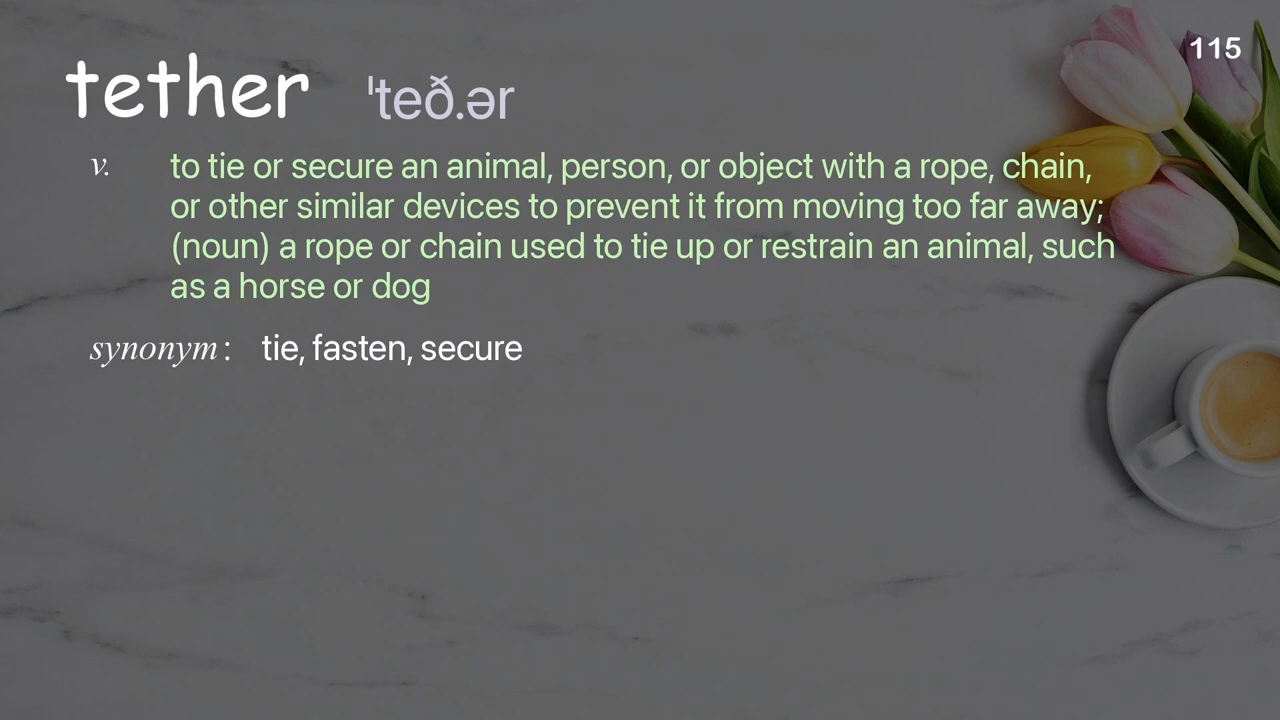 115
tether ˈteð.ər
v. to tie or secure an animal, person, or object with a rope, chain,
or other similar devices to prevent it from moving too far away;
(noun) a rope or chain used to tie up or restrain an animal, such
as a horse or dog
synonym : tie, fasten, secure